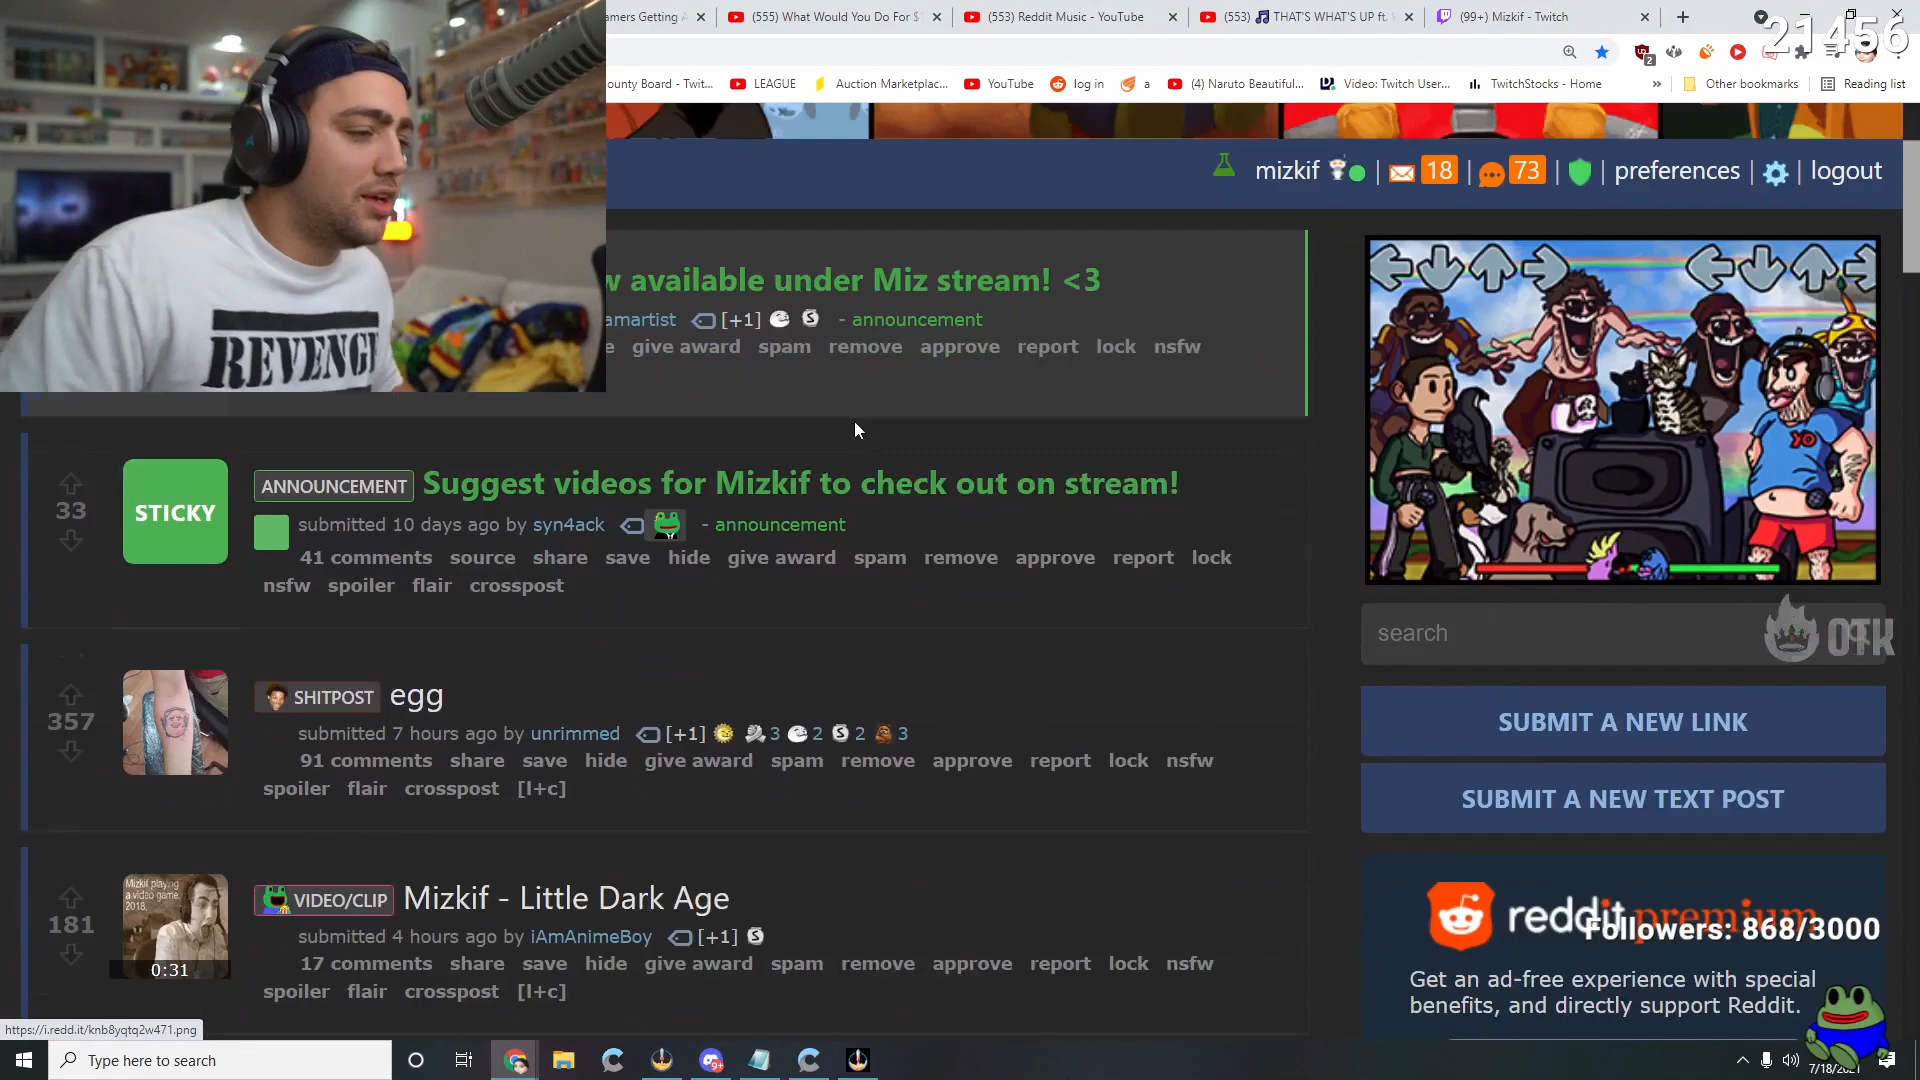 amers Getting A
(555) What Would You Do For $
(553) Reddit Music - YouTube
(553) 🎵 THAT'S WHAT'S UP ft.
(99+) Mizkif - Twitch
21456
2
ounty Board - Twit...
LEAGUE
Auction Marketplac...
YouTube
log in
a
(4) Naruto Beautiful...
Video: Twitch User...
TwitchStocks - Home
»
Other bookmarks
Reading list
mizkif | 18 | 73 | | preferences | | logout
REVENGE
w available under Miz stream! <3
amartist [+1] - announcement
e give award spam remove approve report lock nsfw
33
STICKY
ANNOUNCEMENT Suggest videos for Mizkif to check out on stream!
submitted 10 days ago by syn4ack - announcement
41 comments source share save hide give award spam remove approve report lock
nsfw spoiler flair crosspost
357
SHITPOST egg
submitted 7 hours ago by unrimmed [+1] 3 2 2 3
91 comments share save hide give award spam remove approve report lock nsfw
spoiler flair crosspost [l+c]
181
Mizkif playing
a video game.
2018.
0:31
VIDEO/CLIP Mizkif - Little Dark Age
submitted 4 hours ago by iAmAnimeBoy [+1]
17 comments share save hide give award spam remove approve report lock nsfw
spoiler flair crosspost [l+c]
YO
search
OTK
SUBMIT A NEW LINK
SUBMIT A NEW TEXT POST
reddit premium
Followers: 868/3000
Get an ad-free experience with special
benefits, and directly support Reddit.
https://i.redd.it/knb8yqtq2w471.png
Type here to search
9+